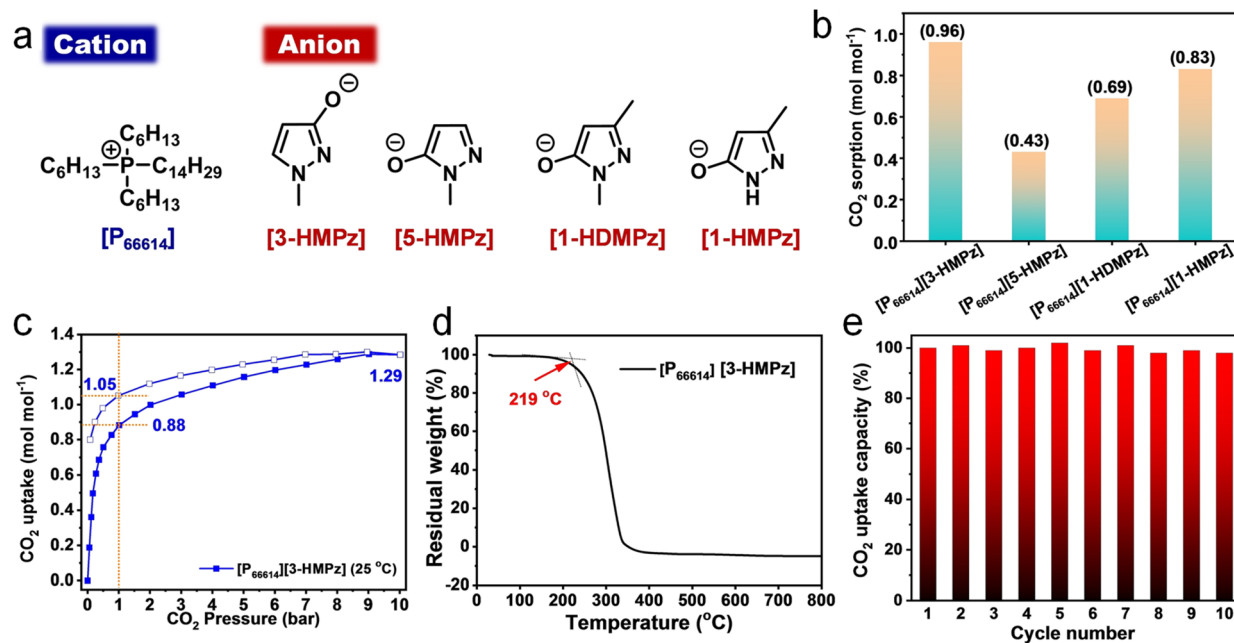 a
Cation
Anion
C₆H₁₃
⊕
C₆H₁₃-P-C₁₄H₂₉
C₆H₁₃
[P₆₆₆₁₄]
⊖
O
N
N
[3-HMPz]
⊖
O
N
N
[5-HMPz]
⊖
O
N
N
[1-HDMPz]
⊖
O
N
N
H
[1-HMPz]
b
CO₂ sorption (mol mol⁻¹)
1.0
0.8
0.6
0.4
0.2
0.0
(0.96)
(0.43)
(0.69)
(0.83)
[P₆₆₆₁₄][3-HMPz]
[P₆₆₆₁₄][5-HMPz]
[P₆₆₆₁₄][1-HDMPz]
[P₆₆₆₁₄][1-HMPz]
c
CO₂ uptake (mol mol⁻¹)
1.4
1.2
1.0
0.8
0.6
0.4
0.2
0.0
1.05
0.88
1.29
[P₆₆₆₁₄][3-HMPz] (25 °C)
0 1 2 3 4 5 6 7 8 9 10
CO₂ Pressure (bar)
d
Residual weight (%)
120
100
80
60
40
20
0
-20
219 °C
[P₆₆₆₁₄] [3-HMPz]
0 100 200 300 400 500 600 700 800
Temperature (°C)
e
CO₂ uptake capacity (%)
100
80
60
40
20
0
1 2 3 4 5 6 7 8 9 10
Cycle number